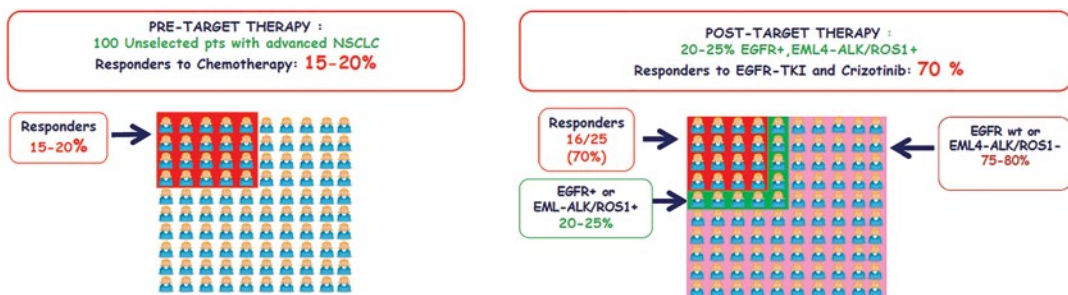 PRE-TARGET THERAPY :
100 Unselected pts with advanced NSCLC
Responders to Chemotherapy: 15-20%
Responders
15-20%
POST-TARGET THERAPY :
20-25% EGFR+,EML4-ALK/ROS1+
Responders to EGFR-TKI and Crizotinib: 70 %
Responders
16/25
(70%)
EGFR+ or
EML-ALK/ROS1+
20-25%
EGFR wt or
EML4-ALK/ROS1-
75-80%